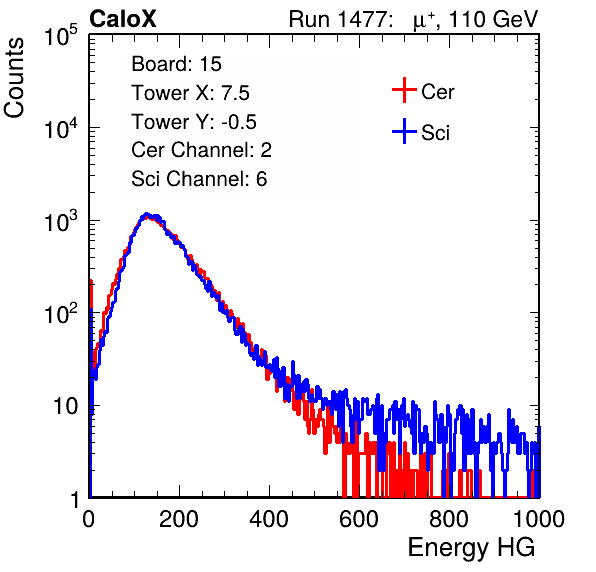 CaloX Run 1477: μ⁺, 110 GeV
Counts
Board: 15
Tower X: 7.5
Tower Y: -0.5
Cer Channel: 2
Sci Channel: 6
Cer
Sci
10⁵
10⁴
10³
10²
10
1
0 200 400 600 800 1000
Energy HG